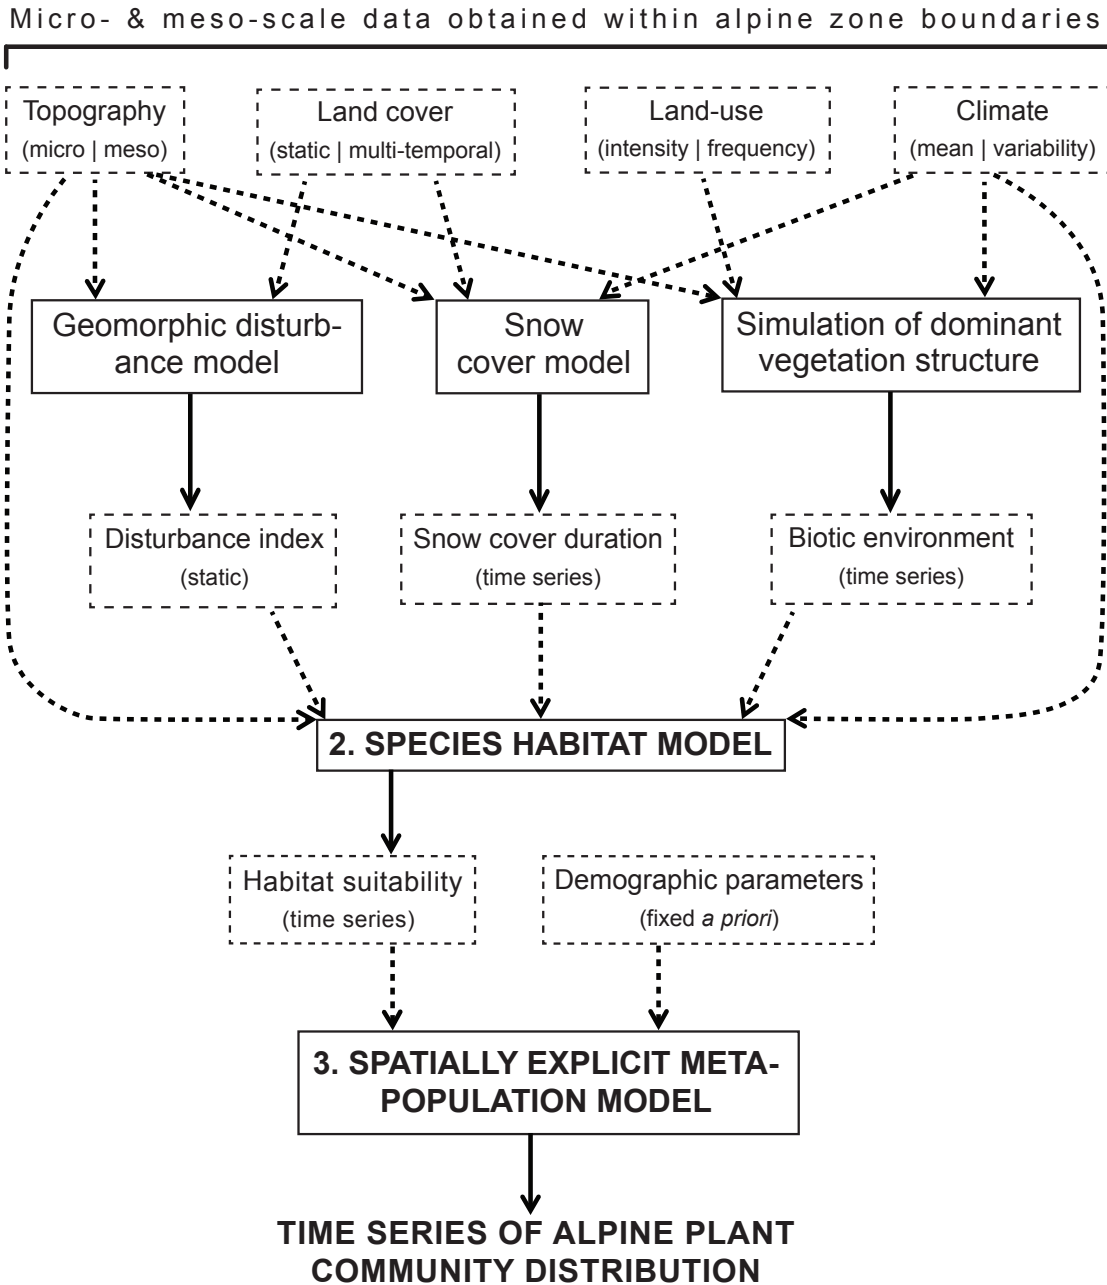 Micro- & meso-scale data obtained within alpine zone boundaries
Topography
(micro | meso)
Land cover
(static | multi-temporal)
Land-use
(intensity | frequency)
Climate
(mean | variability)
Geomorphic disturb-
ance model
Snow
cover model
Simulation of dominant
vegetation structure
Disturbance index
(static)
Snow cover duration
(time series)
Biotic environment
(time series)
2. SPECIES HABITAT MODEL
Habitat suitability
(time series)
Demographic parameters
(fixed a priori)
3. SPATIALLY EXPLICIT META-
POPULATION MODEL
TIME SERIES OF ALPINE PLANT
COMMUNITY DISTRIBUTION